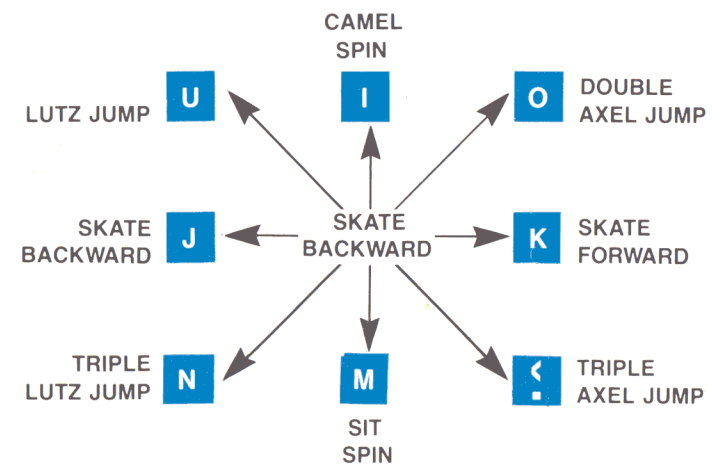 CAMEL
SPIN
U
I
O
DOUBLE
AXEL JUMP
LUTZ JUMP
SKATE
BACKWARD
J
SKATE
BACKWARD
K
SKATE
FORWARD
TRIPLE
LUTZ JUMP
N
M
<
.
TRIPLE
AXEL JUMP
SIT
SPIN